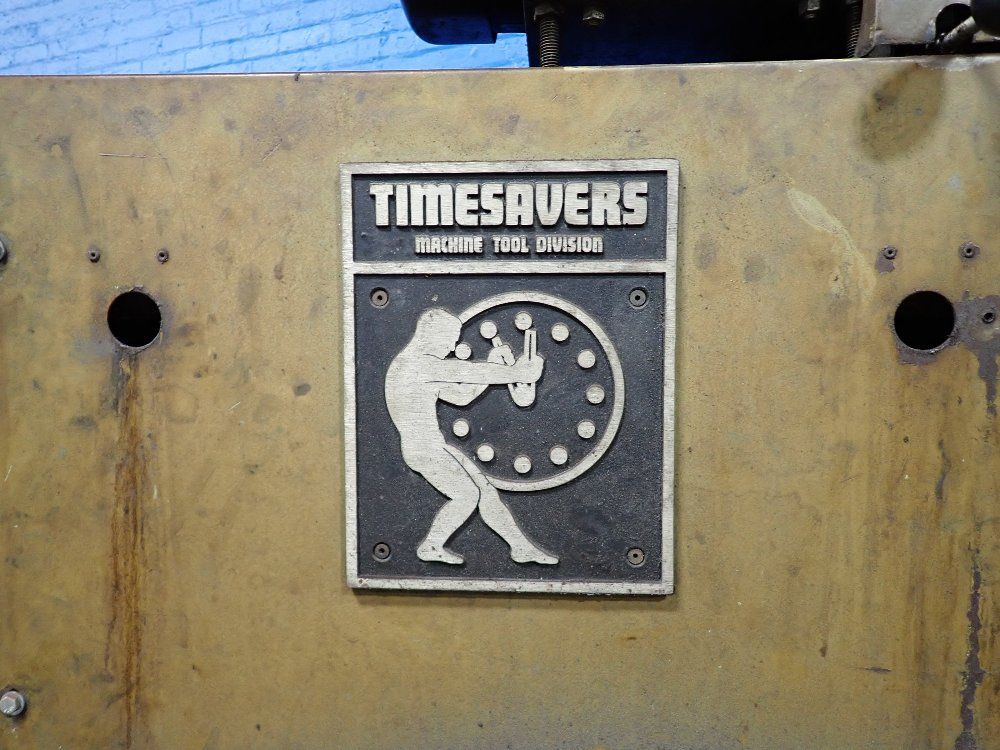 TIMESAVERS
MACHINE TOOL DIVISION